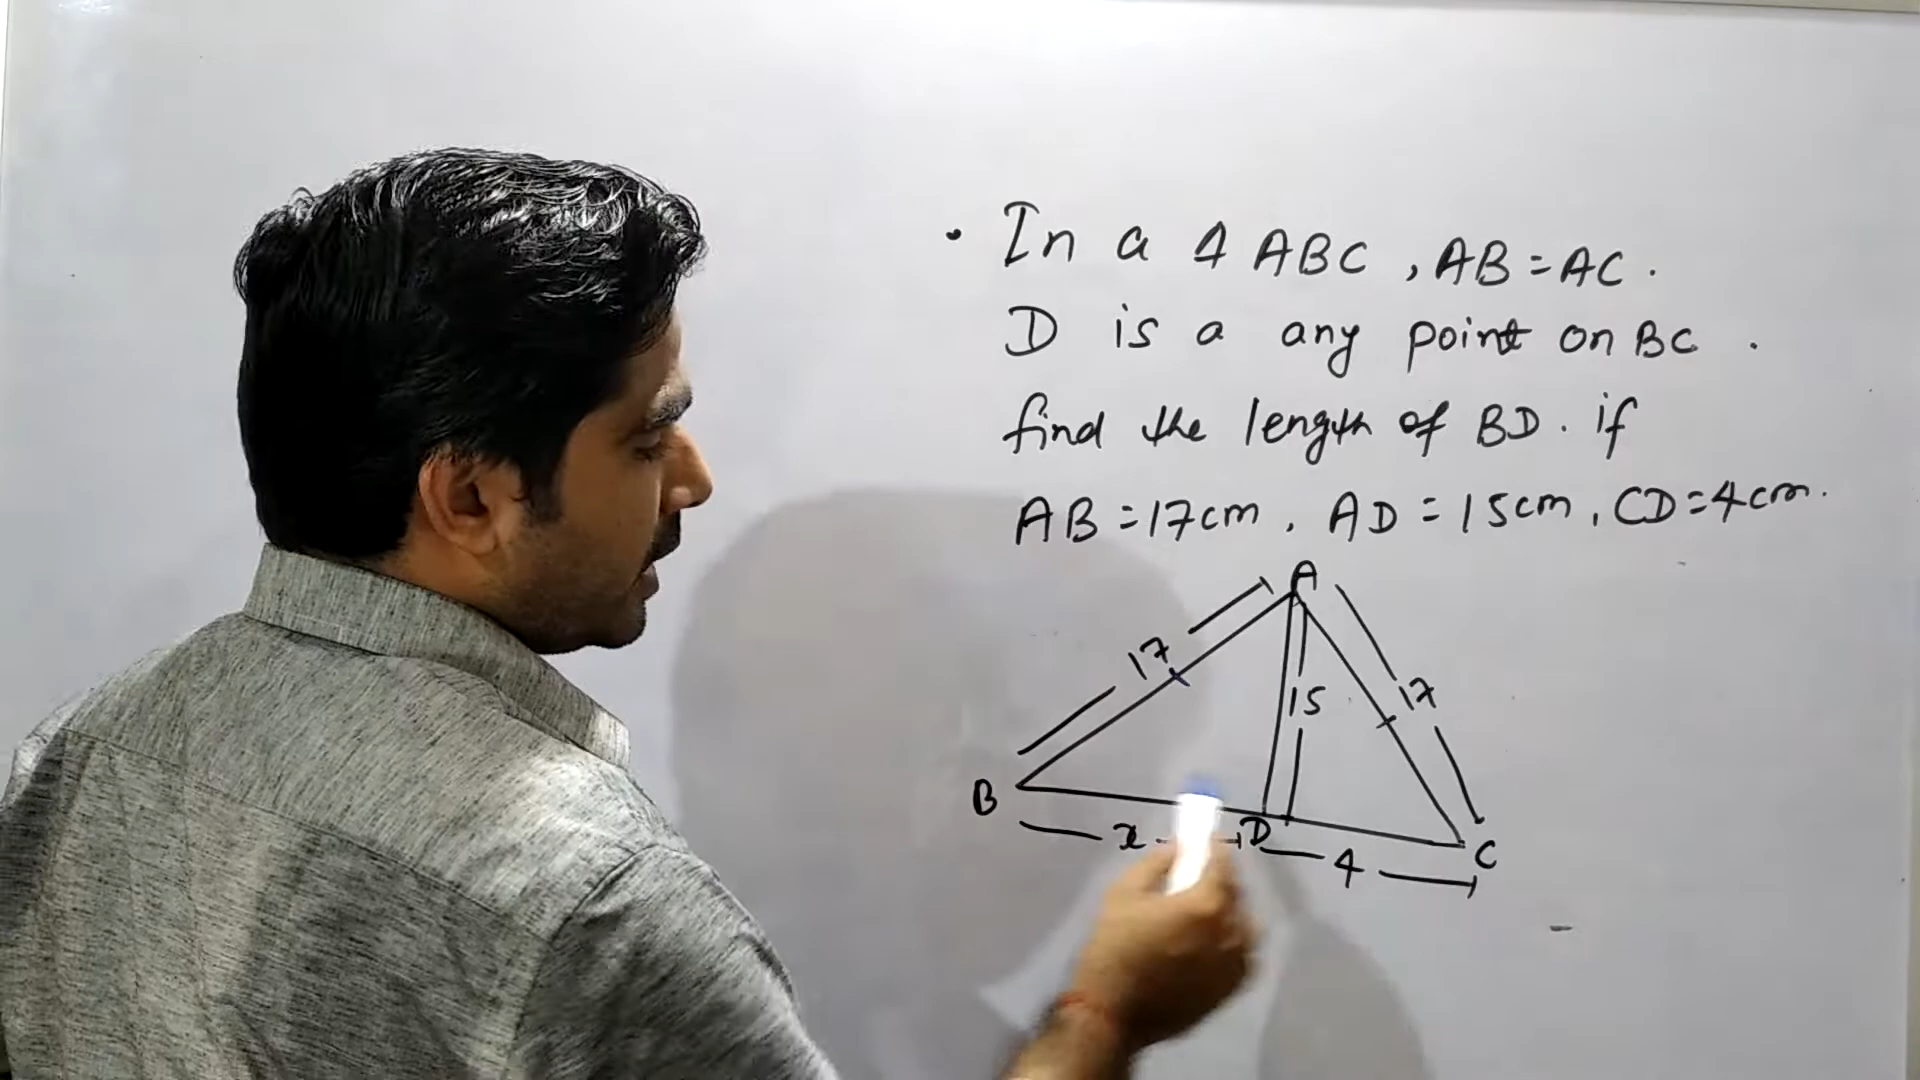 · In a △ ABC , AB = AC .
D is a any point on BC .
find the length of BD . if
AB = 17cm , AD = 15cm , CD = 4cm .
A
17
17
15
B
x
D
4
C